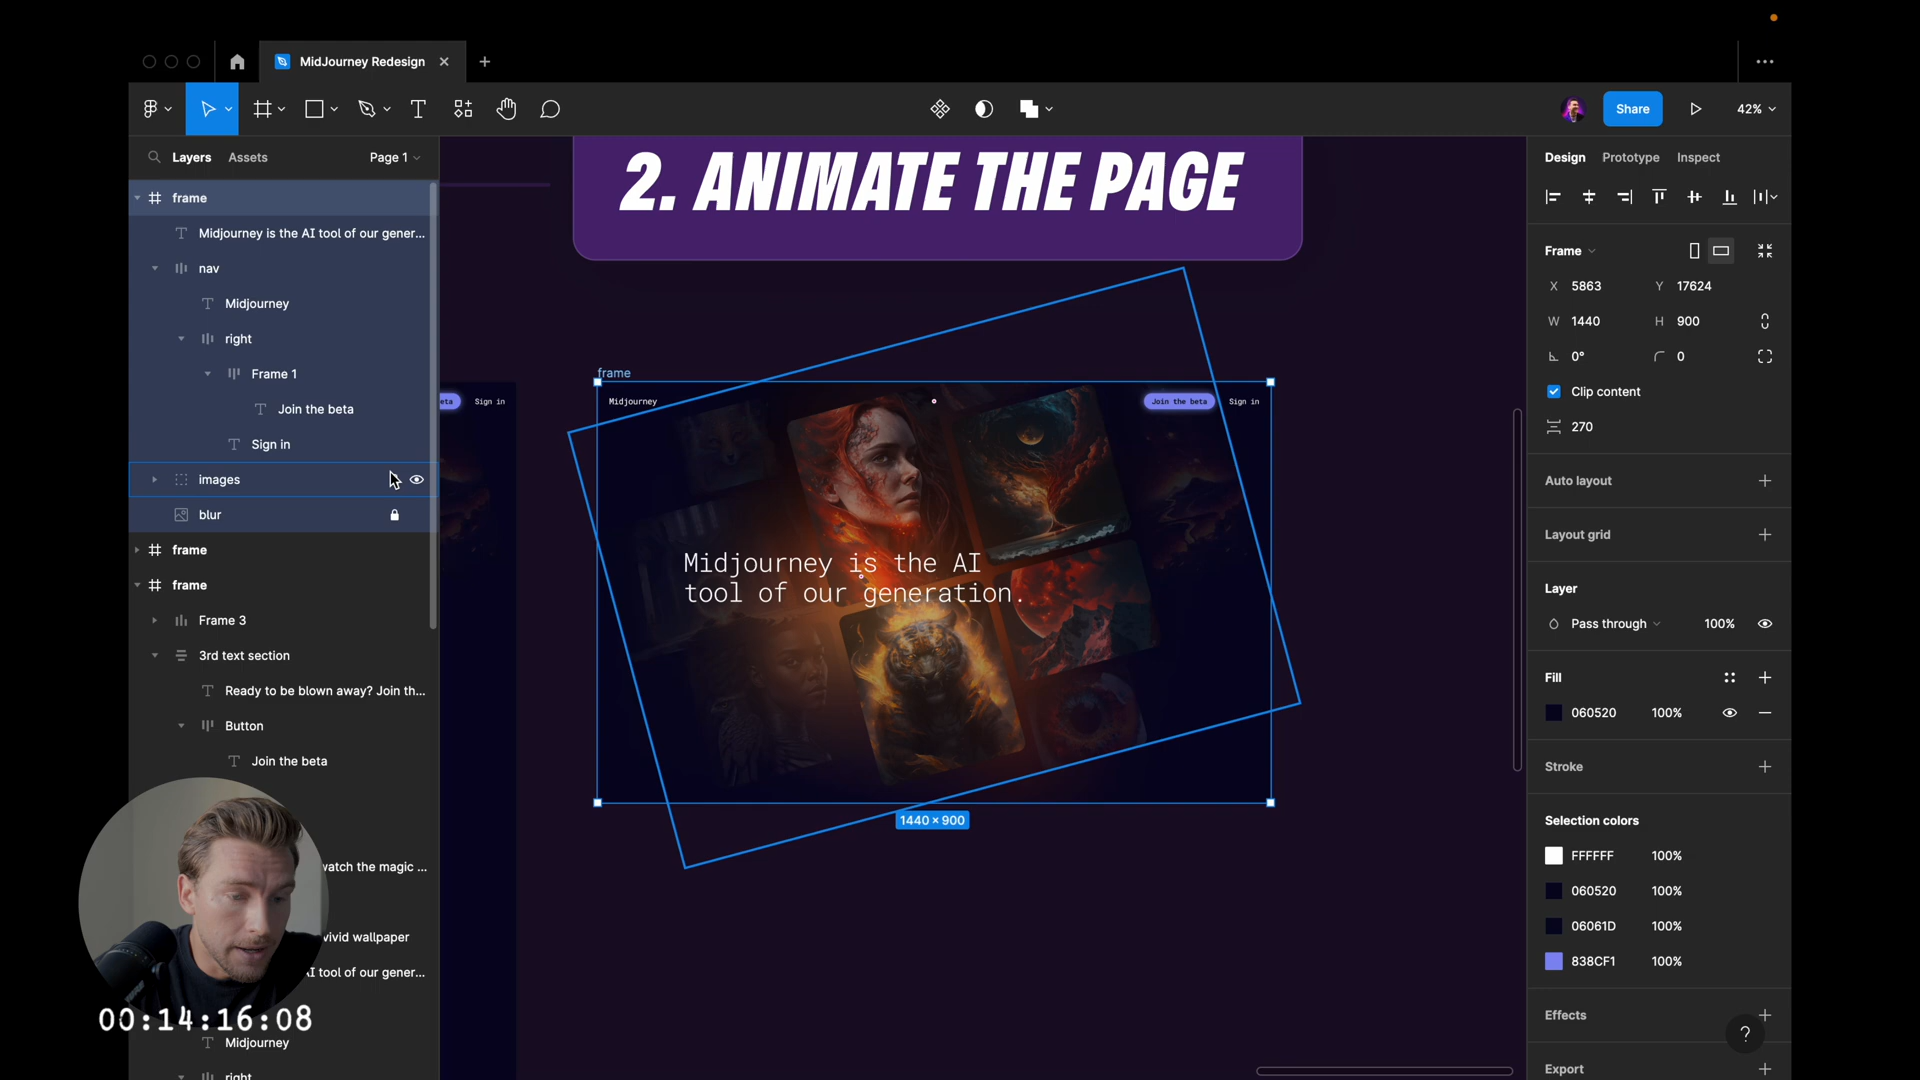 MidJourney Redesign
Share
42%
Layers
Assets
Page 1
frame
Midjourney is the AI tool of our gener...
nav
Midjourney
right
Frame 1
Join the beta
Sign in
images
blur
frame
frame
Frame 3
3rd text section
Ready to be blown away? Join th...
Button
Join the beta
watch the magic ...
vivid wallpaper
AI tool of our gener...
Midjourney
right
00:14:16:08
2. ANIMATE THE PAGE
eta
Sign in
frame
Midjourney
Join the beta
Sign in
Midjourney is the AI
tool of our generation.
1440 × 900
Design
Prototype
Inspect
Frame
X 5863
Y 17624
W 1440
H 900
0°
0
Clip content
270
Auto layout
Layout grid
Layer
Pass through
100%
Fill
060520
100%
Stroke
Selection colors
FFFFFF
100%
060520
100%
06061D
100%
838CF1
100%
Effects
?
Export